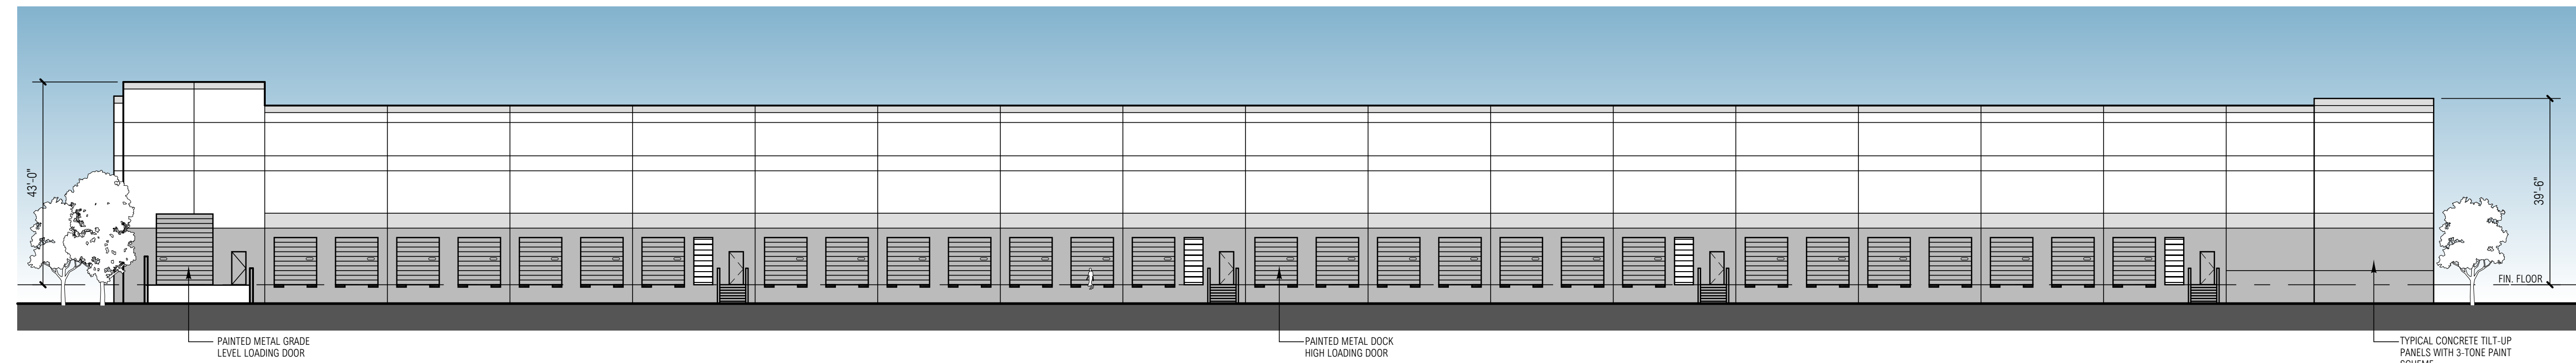 43'-0"
39'-6"
FIN. FLOOR
PAINTED METAL GRADE
LEVEL LOADING DOOR
PAINTED METAL DOCK
HIGH LOADING DOOR
TYPICAL CONCRETE TILT-UP
PANELS WITH 3-TONE PAINT
SCHEME